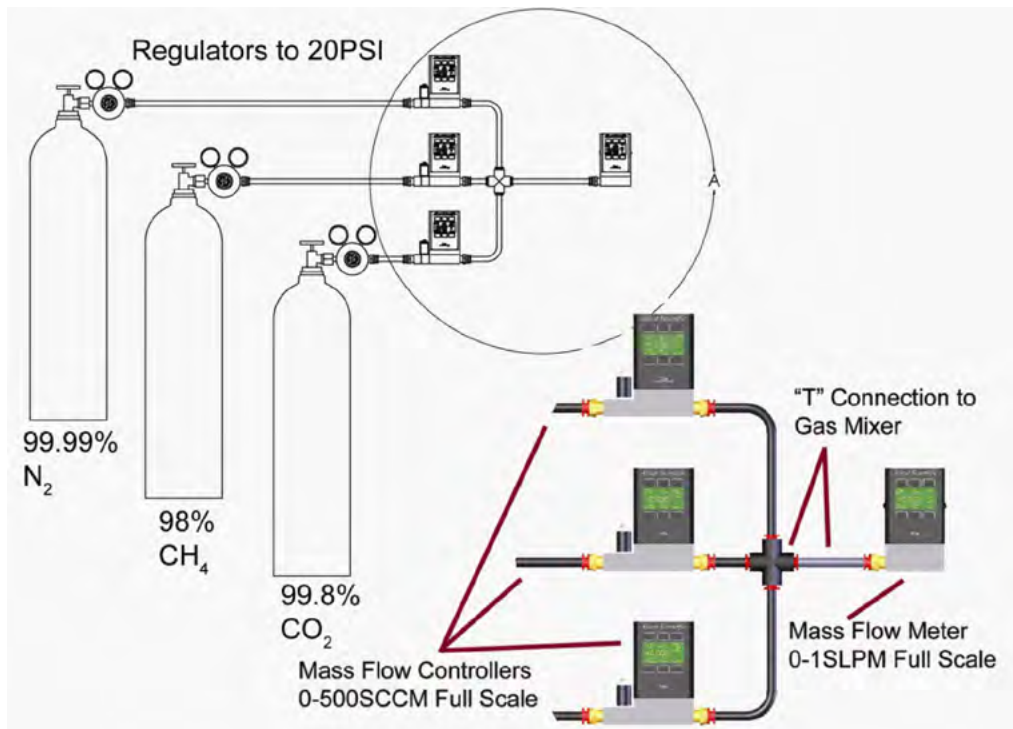 Regulators to 20PSI
A
99.99%
N₂
98%
CH₄
99.8%
CO₂
"T" Connection to
Gas Mixer
Mass Flow Meter
0-1SLPM Full Scale
Mass Flow Controllers
0-500SCCM Full Scale